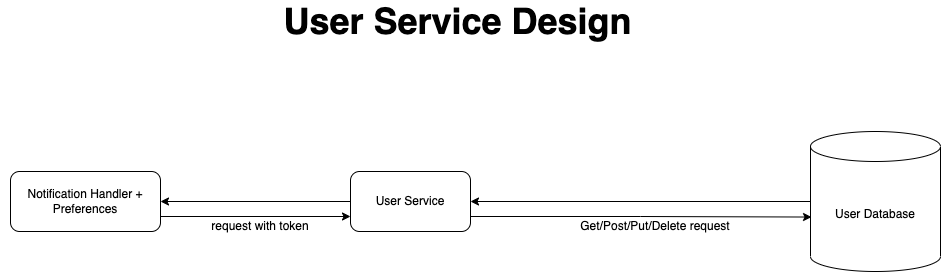 User Service Design
Notification Handler +
Preferences
User Service
User Database
request with token
Get/Post/Put/Delete request